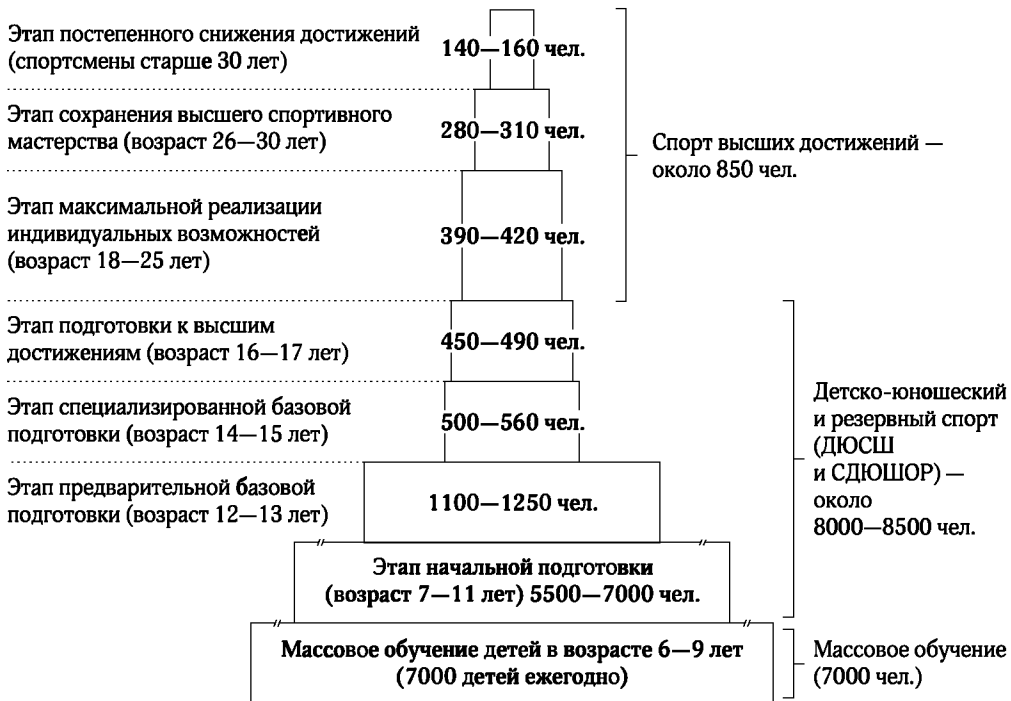 Этап постепенного снижения достижений
(спортсмены старше 30 лет)
140—160 чел.
Этап сохранения высшего спортивного
мастерства (возраст 26—30 лет)
280—310 чел.
Спорт высших достижений —
около 850 чел.
Этап максимальной реализации
индивидуальных возможностей
(возраст 18—25 лет)
390—420 чел.
Этап подготовки к высшим
достижениям (возраст 16—17 лет)
450—490 чел.
Этап специализированной базовой
подготовки (возраст 14—15 лет)
500—560 чел.
Этап предварительной базовой
подготовки (возраст 12—13 лет)
1100—1250 чел.
Детско-юношеский
и резервный спорт
(ДЮСШ
и СДЮШОР) —
около
8000—8500 чел.
Этап начальной подготовки
(возраст 7—11 лет) 5500—7000 чел.
Массовое обучение детей в возрасте 6—9 лет
(7000 детей ежегодно)
Массовое обучение
(7000 чел.)